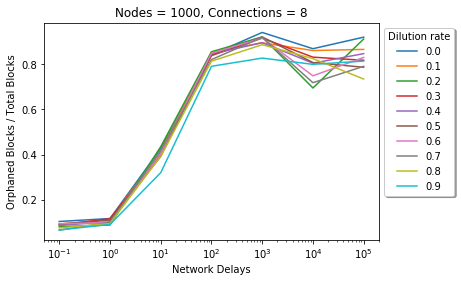 Nodes = 1000, Connections = 8
Orphaned Blocks / Total Blocks
0.8
0.6
0.4
0.2
10⁻¹ 10⁰ 10¹ 10² 10³ 10⁴ 10⁵
Network Delays
Dilution rate
0.0
0.1
0.2
0.3
0.4
0.5
0.6
0.7
0.8
0.9